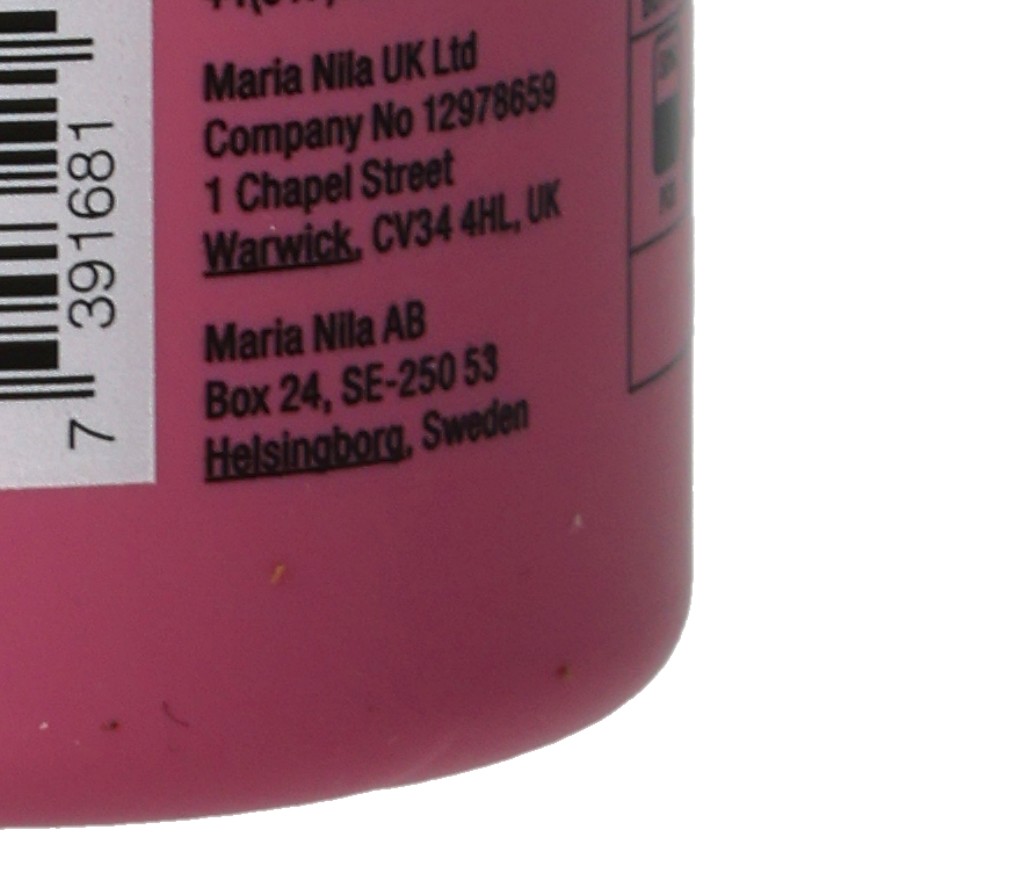 Maria Nila UK Ltd
Company No 12978659
1 Chapel Street
Warwick, CV34 4HL, UK
Maria Nila AB
Box 24, SE-250 53
Helsingborg, Sweden
7 391681